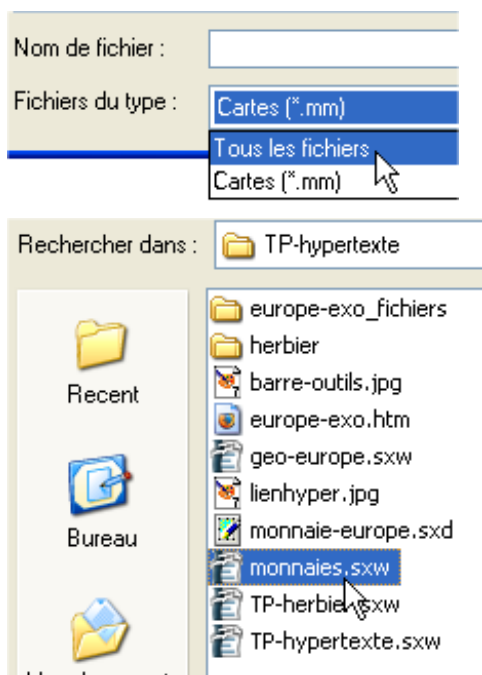 Nom de fichier :
Fichiers du type :
Cartes (*.mm)
Tous les fichiers
Cartes (*.mm)
Rechercher dans :
TP-hypertexte
europe-exo_fichiers
herbier
Recent
barre-outils.jpg
europe-exo.htm
geo-europe.sxw
lienhyper.jpg
Bureau
monnaie-europe.sxd
monnaies.sxw
TP-herbier.sxw
TP-hypertexte.sxw